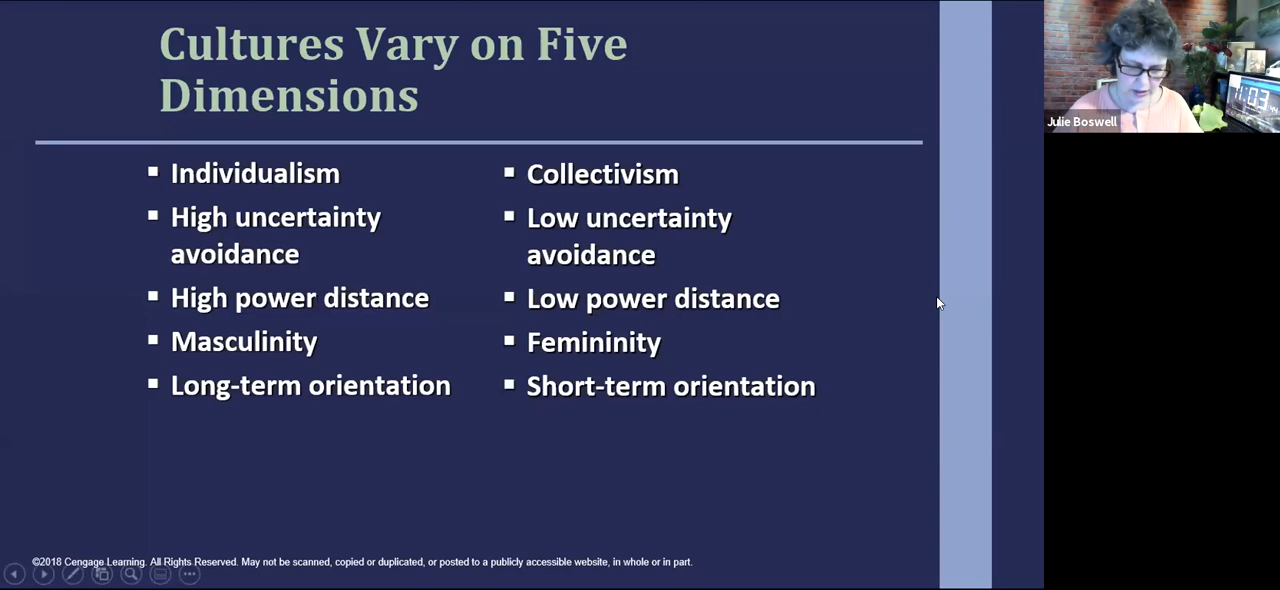 Cultures Vary on Five
Dimensions
Individualism
High uncertainty
avoidance
High power distance
Masculinity
Long-term orientation
Collectivism
Low uncertainty
avoidance
Low power distance
Femininity
Short-term orientation
©2018 Cengage Learning. All Rights Reserved. May not be scanned, copied or duplicated, or posted to a publicly accessible website, in whole or in part.
Julie Boswell
11:03